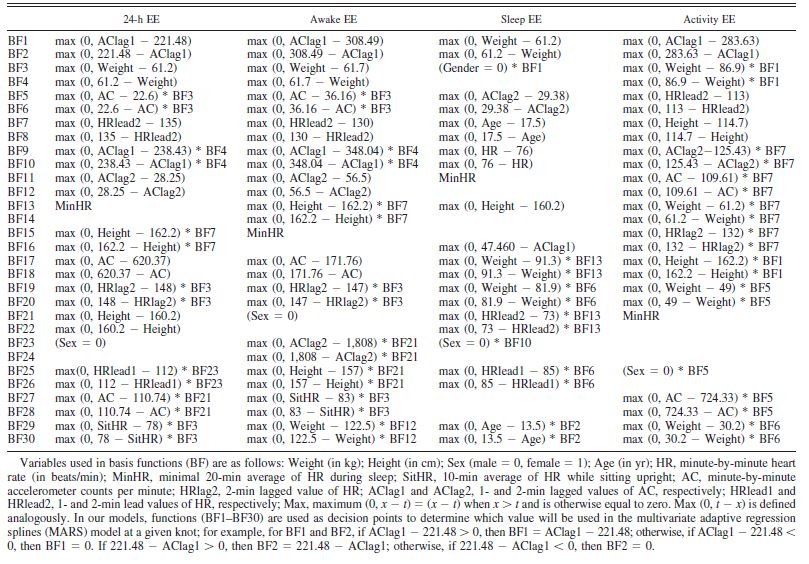 24-h EE Awake EE Sleep EE Activity EE
BF1 max (0, AClag1 − 221.48) max (0, AClag1 − 308.49) max (0, Weight − 61.2) max (0, AClag1 − 283.63)
BF2 max (0, 221.48 − AClag1) max (0, 308.49 − AClag1) max (0, 61.2 − Weight) max (0, 283.63 − AClag1)
BF3 max (0, Weight − 61.2) max (0, Weight − 61.7) (Gender = 0) * BF1 max (0, Weight − 86.9) * BF1
BF4 max (0, 61.2 − Weight) max (0, 61.7 − Weight) max (0, 86.9 − Weight) * BF1
BF5 max (0, AC − 22.6) * BF3 max (0, AC − 36.16) * BF3 max (0, AClag2 − 29.38) max (0, HRlead2 − 113)
BF6 max (0, 22.6 − AC) * BF3 max (0, 36.16 − AC) * BF3 max (0, 29.38 − AClag2) max (0, 113 − HRlead2)
BF7 max (0, HRlead2 − 135) max (0, HRlead2 − 130) max (0, Age − 17.5) max (0, Height − 114.7)
BF8 max (0, 135 − HRlead2) max (0, 130 − HRlead2) max (0, 17.5 − Age) max (0, 114.7 − Height)
BF9 max (0, AClag1 − 238.43) * BF4 max (0, AClag1 − 348.04) * BF4 max (0, HR − 76) max (0, AClag2−125.43) * BF7
BF10 max (0, 238.43 − AClag1) * BF4 max (0, 348.04 − AClag1) * BF4 max (0, 76 − HR) max (0, 125.43 − AClag2) * BF7
BF11 max (0, AClag2 − 28.25) max (0, AClag2 − 56.5) MinHR max (0, AC − 109.61) * BF7
BF12 max (0, 28.25 − AClag2) max (0, 56.5 − AClag2) max (0, 109.61 − AC) * BF7
BF13 MinHR max (0, Height − 162.2) * BF7 max (0, Height − 160.2) max (0, Weight − 61.2) * BF7
BF14 max (0, 162.2 − Height) * BF7 max (0, 61.2 − Weight) * BF7
BF15 max (0, Height − 162.2) * BF7 MinHR max (0, HRlag2 − 132) * BF7
BF16 max (0, 162.2 − Height) * BF7 max (0, 47.460 − AClag1) max (0, 132 − HRlag2) * BF7
BF17 max (0, AC − 620.37) max (0, AC − 171.76) max (0, Weight − 91.3) * BF13 max (0, Height − 162.2) * BF1
BF18 max (0, 620.37 − AC) max (0, 171.76 − AC) max (0, 91.3 − Weight) * BF13 max (0, 162.2 − Height) * BF1
BF19 max (0, HRlag2 − 148) * BF3 max (0, HRlag2 − 147) * BF3 max (0, Weight − 81.9) * BF6 max (0, Weight − 49) * BF5
BF20 max (0, 148 − HRlag2) * BF3 max (0, 147 − HRlag2) * BF3 max (0, 81.9 − Weight) * BF6 max (0, 49 − Weight) * BF5
BF21 max (0, Height − 160.2) (Sex = 0) max (0, HRlead2 − 73) * BF13 MinHR
BF22 max (0, 160.2 − Height) max (0, 73 − HRlead2) * BF13
BF23 (Sex = 0) max (0, AClag2 − 1,808) * BF21 (Sex = 0) * BF10
BF24 max (0, 1,808 − AClag2) * BF21
BF25 max(0, HRlead1 − 112) * BF23 max (0, Height − 157) * BF21 max (0, HRlead1 − 85) * BF6 (Sex = 0) * BF5
BF26 max (0, 112 − HRlead1) * BF23 max (0, 157 − Height) * BF21 max (0, 85 − HRlead1) * BF6
BF27 max (0, AC − 110.74) * BF21 max (0, SitHR − 83) * BF3 max (0, AC − 724.33) * BF5
BF28 max (0, 110.74 − AC) * BF21 max (0, 83 − SitHR) * BF3 max (0, 724.33 − AC) * BF5
BF29 max (0, SitHR − 78) * BF3 max (0, Weight − 122.5) * BF12 max (0, Age − 13.5) * BF2 max (0, Weight − 30.2) * BF6
BF30 max (0, 78 − SitHR) * BF3 max (0, 122.5 − Weight) * BF12 max (0, 13.5 − Age) * BF2 max (0, 30.2 − Weight) * BF6
Variables used in basis functions (BF) are as follows: Weight (in kg); Height (in cm); Sex (male = 0, female = 1); Age (in yr); HR, minute-by-minute heart
rate (in beats/min); MinHR, minimal 20-min average of HR during sleep; SitHR, 10-min average of HR while sitting upright; AC, minute-by-minute
accelerometer counts per minute; HRlag2, 2-min lagged value of HR; AClag1 and AClag2, 1- and 2-min lagged values of AC, respectively; HRlead1 and
HRlead2, 1- and 2-min lead values of HR, respectively; Max, maximum (0, x − t) = (x − t) when x > t and is otherwise equal to zero. Max (0, t − x) is defined
analogously. In our models, functions (BF1–BF30) are used as decision points to determine which value will be used in the multivariate adaptive regression
splines (MARS) model at a given knot; for example, for BF1 and BF2, if AClag1 − 221.48 > 0, then BF1 = AClag1 − 221.48; otherwise, if AClag1 − 221.48 <
0, then BF1 = 0. If 221.48 − AClag1 > 0, then BF2 = 221.48 − AClag1; otherwise, if 221.48 − AClag1 < 0, then BF2 = 0.